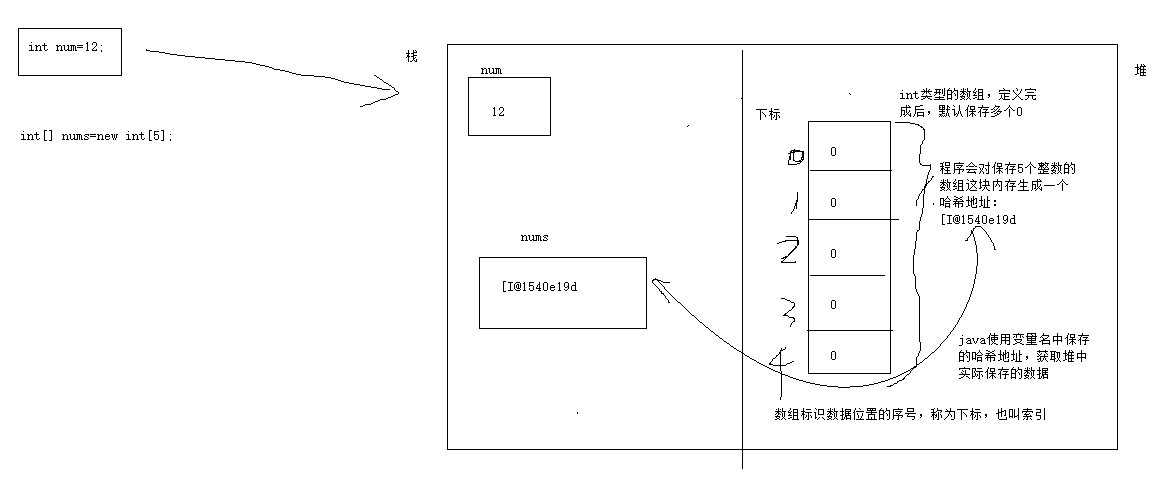 int num=12;
int[] nums=new int[5];
栈
堆
num
12
nums
[I@1540e19d
下标
int类型的数组，定义完
成后，默认保存多个0
0
0
1
0
2
0
3
0
4
0
程序会对保存5个整数的
数组这块内存生成一个
哈希地址：
[I@1540e19d
java使用变量名中保存
的哈希地址，获取堆中
实际保存的数据
数组标识数据位置的序号，称为下标，也叫索引